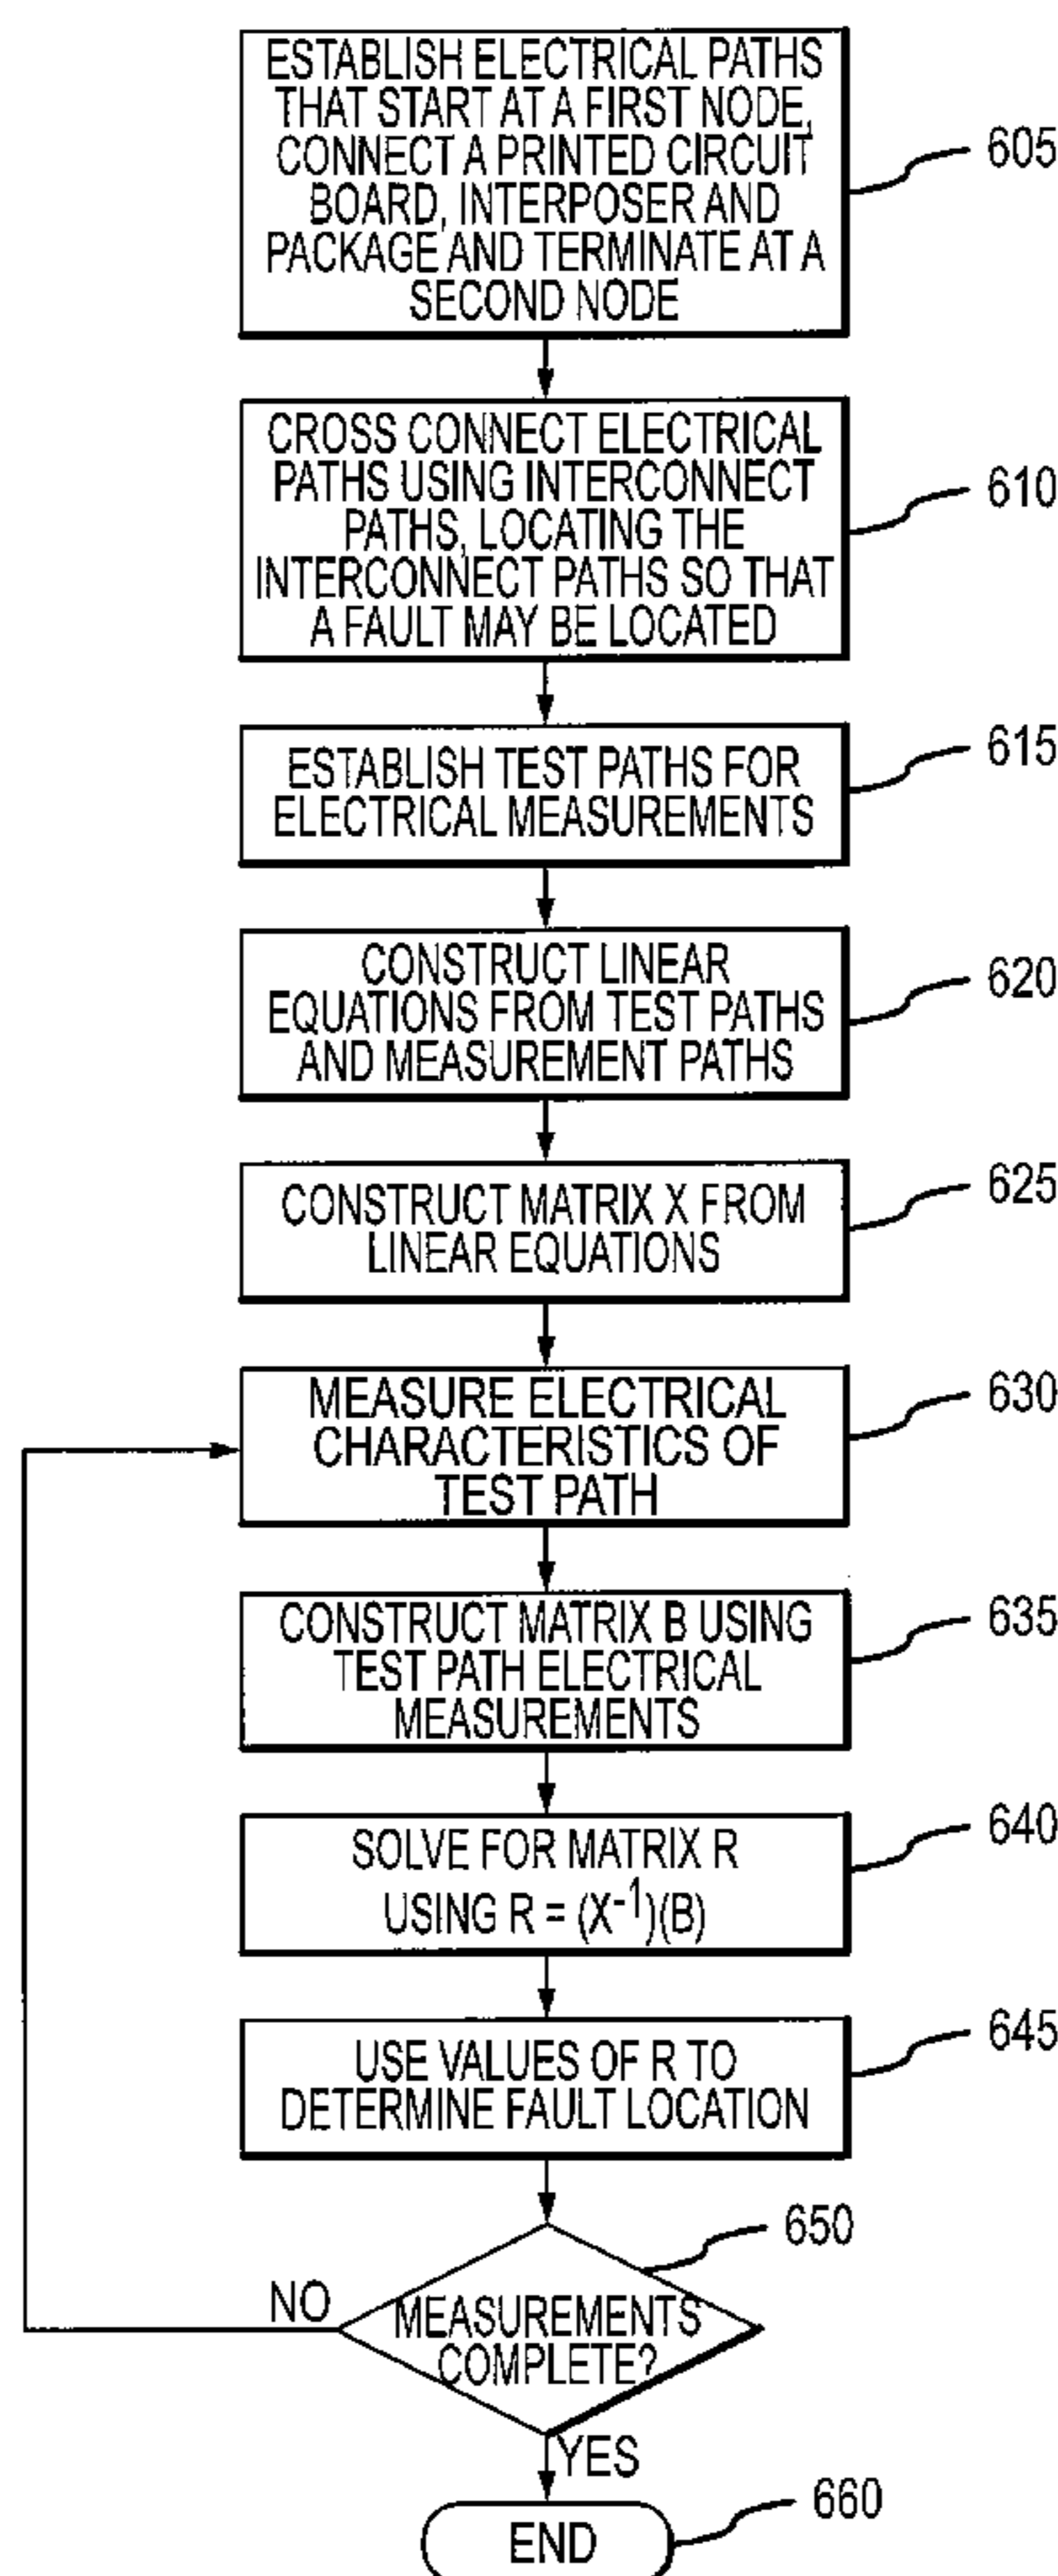 ESTABLISH ELECTRICAL PATHS
THAT START AT A FIRST NODE,
CONNECT A PRINTED CIRCUIT
BOARD, INTERPOSER AND
PACKAGE AND TERMINATE AT A
SECOND NODE
605
CROSS CONNECT ELECTRICAL
PATHS USING INTERCONNECT
PATHS, LOCATING THE
INTERCONNECT PATHS SO THAT
A FAULT MAY BE LOCATED
610
ESTABLISH TEST PATHS FOR
ELECTRICAL MEASUREMENTS
615
CONSTRUCT LINEAR
EQUATIONS FROM TEST PATHS
AND MEASUREMENT PATHS
620
CONSTRUCT MATRIX X FROM
LINEAR EQUATIONS
625
MEASURE ELECTRICAL
CHARACTERISTICS OF
TEST PATH
630
CONSTRUCT MATRIX B USING
TEST PATH ELECTRICAL
MEASUREMENTS
635
SOLVE FOR MATRIX R
USING R = (X⁻¹)(B)
640
USE VALUES OF R TO
DETERMINE FAULT LOCATION
645
MEASUREMENTS
COMPLETE?
650
NO
YES
END
660